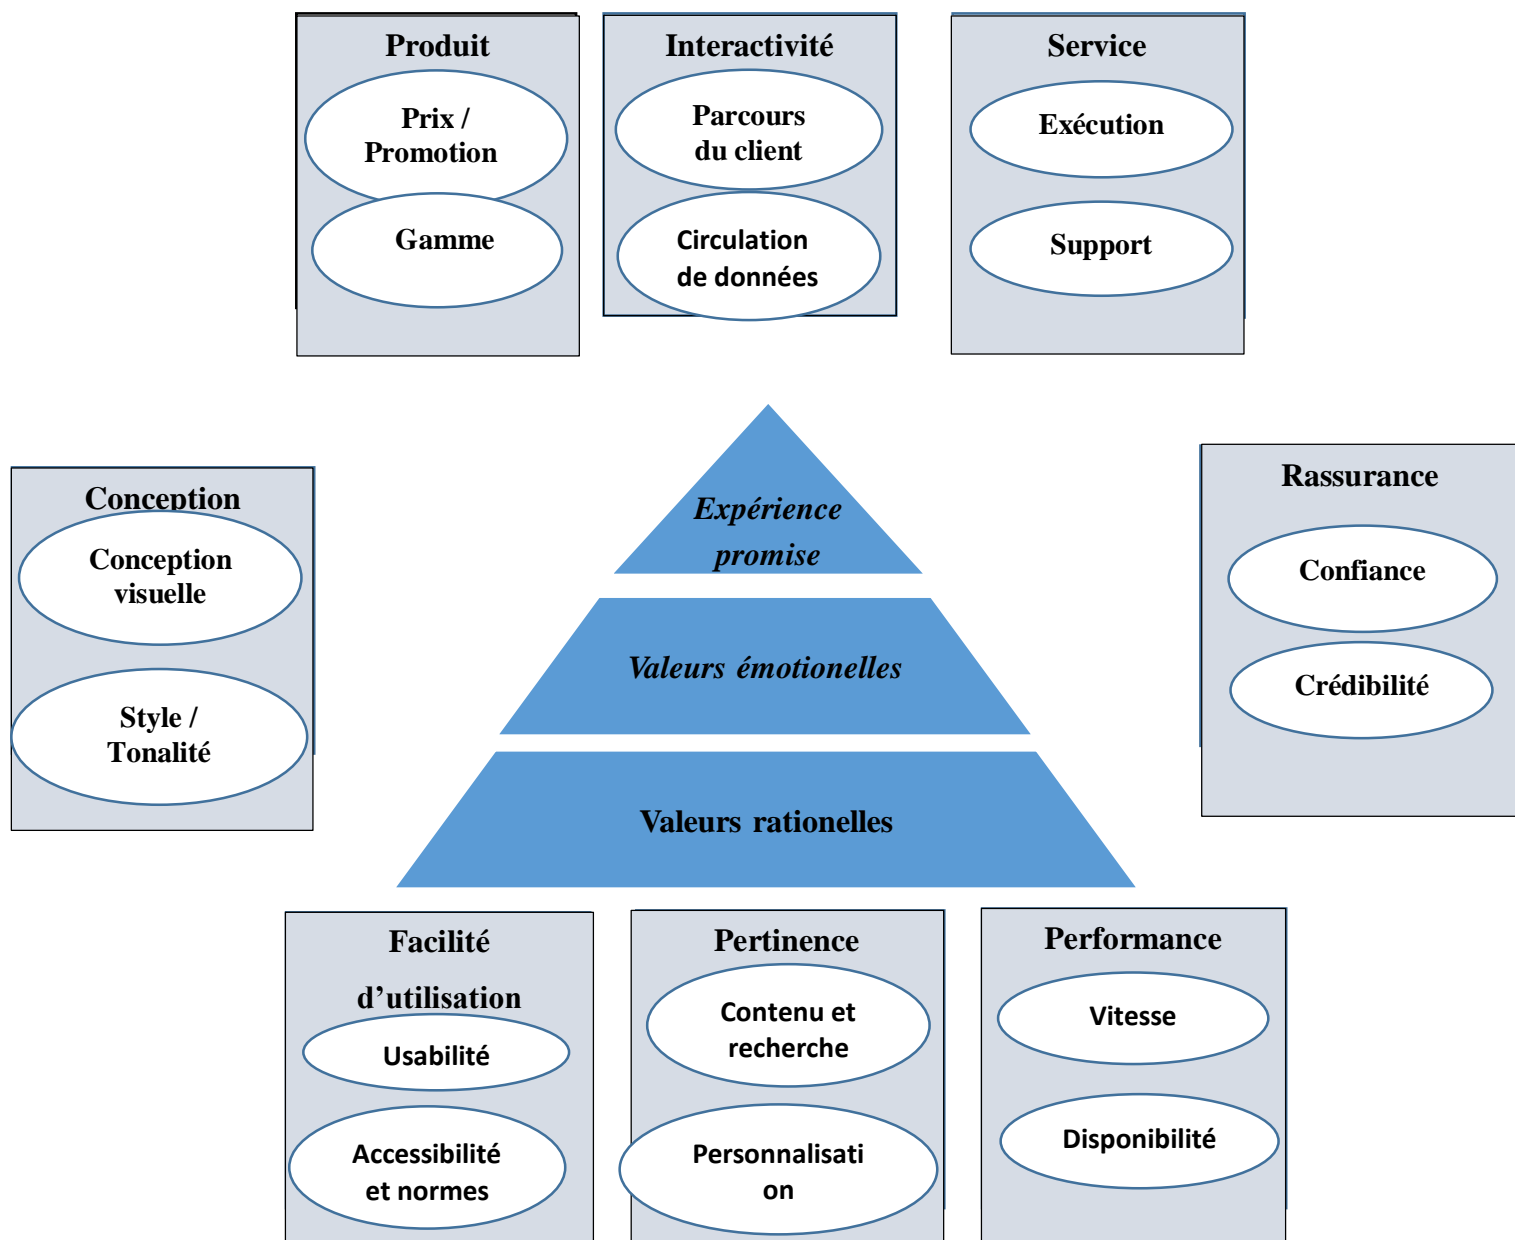 Produit
Prix /
Promotion
Gamme
Interactivité
Parcours
du client
Circulation
de données
Service
Exécution
Support
Conception
Conception
visuelle
Style /
Tonalité
Expérience
promise
Valeurs émotionelles
Valeurs rationelles
Rassurance
Confiance
Crédibilité
Facilité
d’utilisation
Usabilité
Accessibilité
et normes
Pertinence
Contenu et
recherche
Personnalisati
on
Performance
Vitesse
Disponibilité